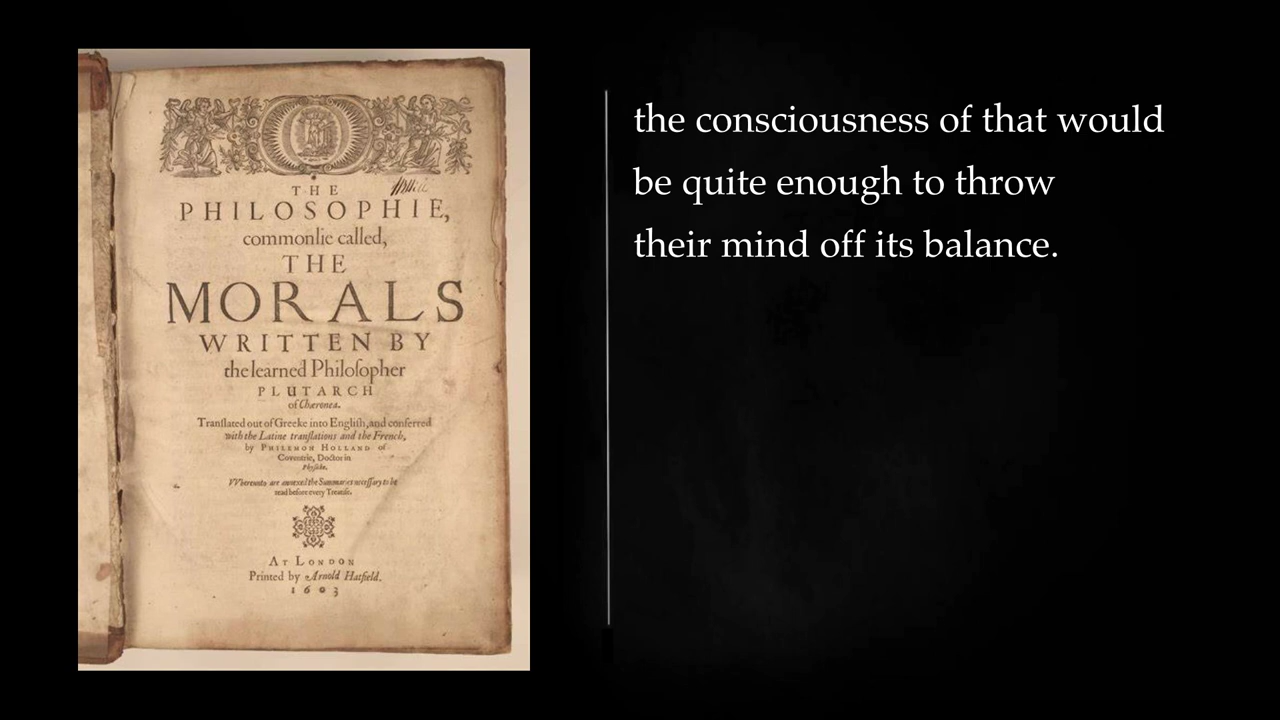 THE
PHILOSOPHIE,
commonlie called,
THE
MORALS
WRITTEN BY
the learned Philoſopher
PLUTARCH
of Chæronea.
Tranſlated out of Greeke into Engliſh, and conferred
with the Latine tranſlations and the French,
by PHILEMON HOLLAND of
Coventrie, Doctor in
Phyſicke.
VVhereunto are annexed the Summaries neceſſary to be
read before every Treatiſe.
AT LONDON
Printed by Arnold Hatfield.
1603
the consciousness of that would
be quite enough to throw
their mind off its balance.